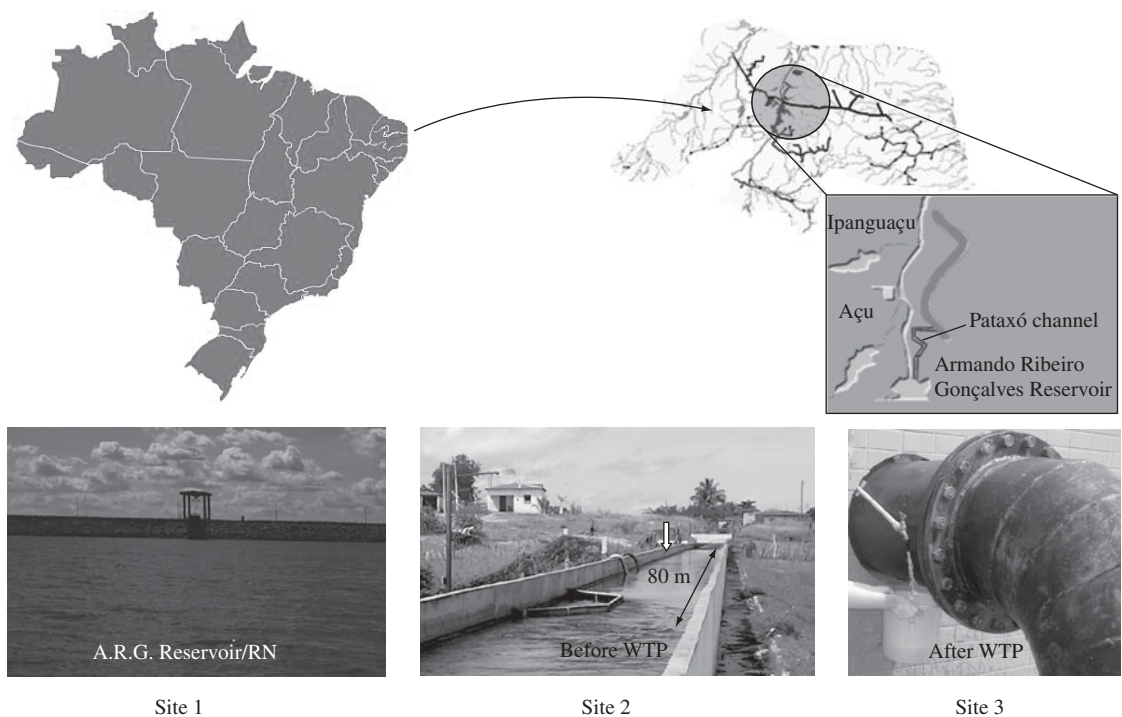 Ipanguaçu
Açu
Pataxó channel
Armando Ribeiro
Gonçalves Reservoir
A.R.G. Reservoir/RN
80 m
Before WTP
After WTP
Site 1
Site 2
Site 3